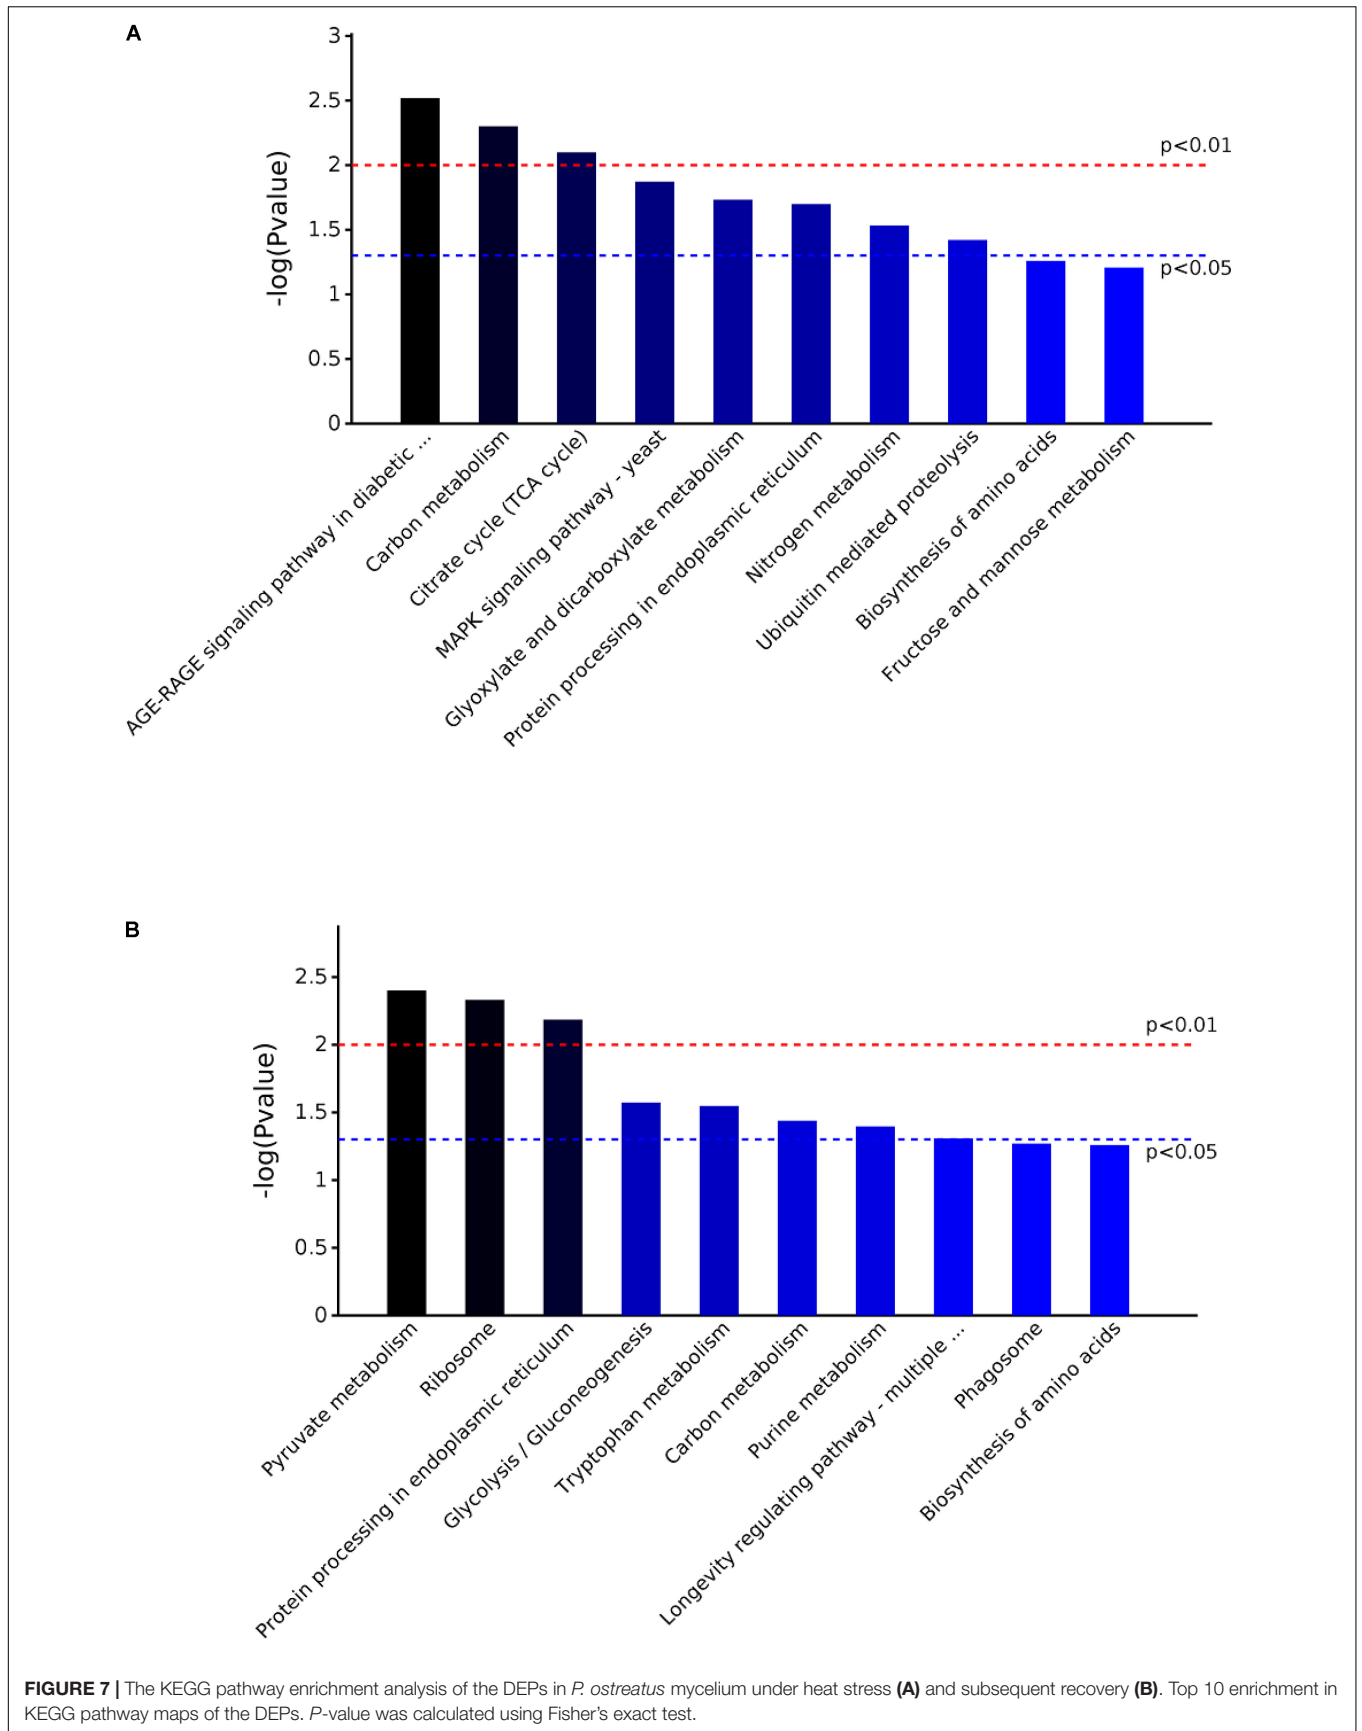 A
3
2.5
2
1.5
1
0.5
0
-log(Pvalue)
p<0.01
p<0.05
AGE-RAGE signaling pathway in diabetic ...
Carbon metabolism
Citrate cycle (TCA cycle)
MAPK signaling pathway - yeast
Glyoxylate and dicarboxylate metabolism
Protein processing in endoplasmic reticulum
Nitrogen metabolism
Ubiquitin mediated proteolysis
Biosynthesis of amino acids
Fructose and mannose metabolism
B
2.5
2
1.5
1
0.5
0
-log(Pvalue)
p<0.01
p<0.05
Pyruvate metabolism
Ribosome
Protein processing in endoplasmic reticulum
Glycolysis / Gluconeogenesis
Tryptophan metabolism
Carbon metabolism
Purine metabolism
Longevity regulating pathway - multiple ...
Phagosome
Biosynthesis of amino acids
FIGURE 7 | The KEGG pathway enrichment analysis of the DEPs in P. ostreatus mycelium under heat stress (A) and subsequent recovery (B). Top 10 enrichment in
KEGG pathway maps of the DEPs. P-value was calculated using Fisher's exact test.